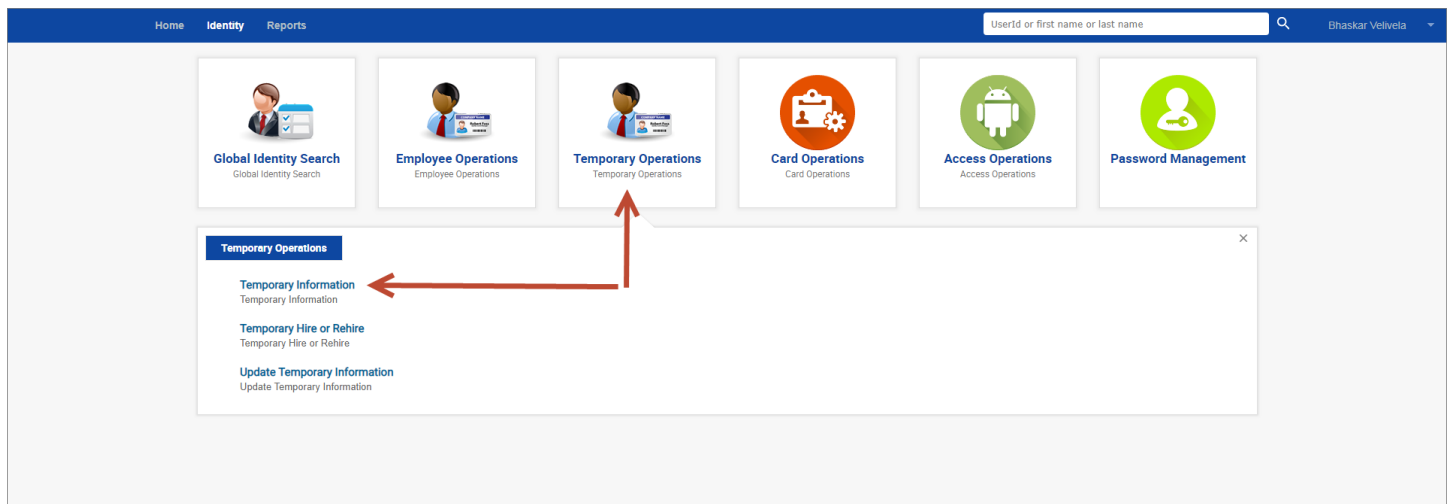 Home Identity Reports UserId or first name or last name Bhaskar Velivela
Global Identity Search
Global Identity Search
Employee Operations
Employee Operations
Temporary Operations
Temporary Operations
Card Operations
Card Operations
Access Operations
Access Operations
Password Management
Temporary Operations
Temporary Information
Temporary Information
Temporary Hire or Rehire
Temporary Hire or Rehire
Update Temporary Information
Update Temporary Information